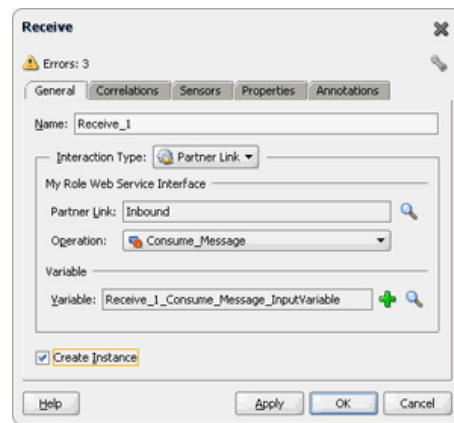 Receive
Errors: 3
General Correlations Sensors Properties Annotations
Name: Receive_1
Interaction Type: Partner Link
My Role Web Service Interface
Partner Link: Inbound
Operation: Consume_Message
Variable
Variable: Receive_1_Consume_Message_InputVariable
Create Instance
Help Apply OK Cancel